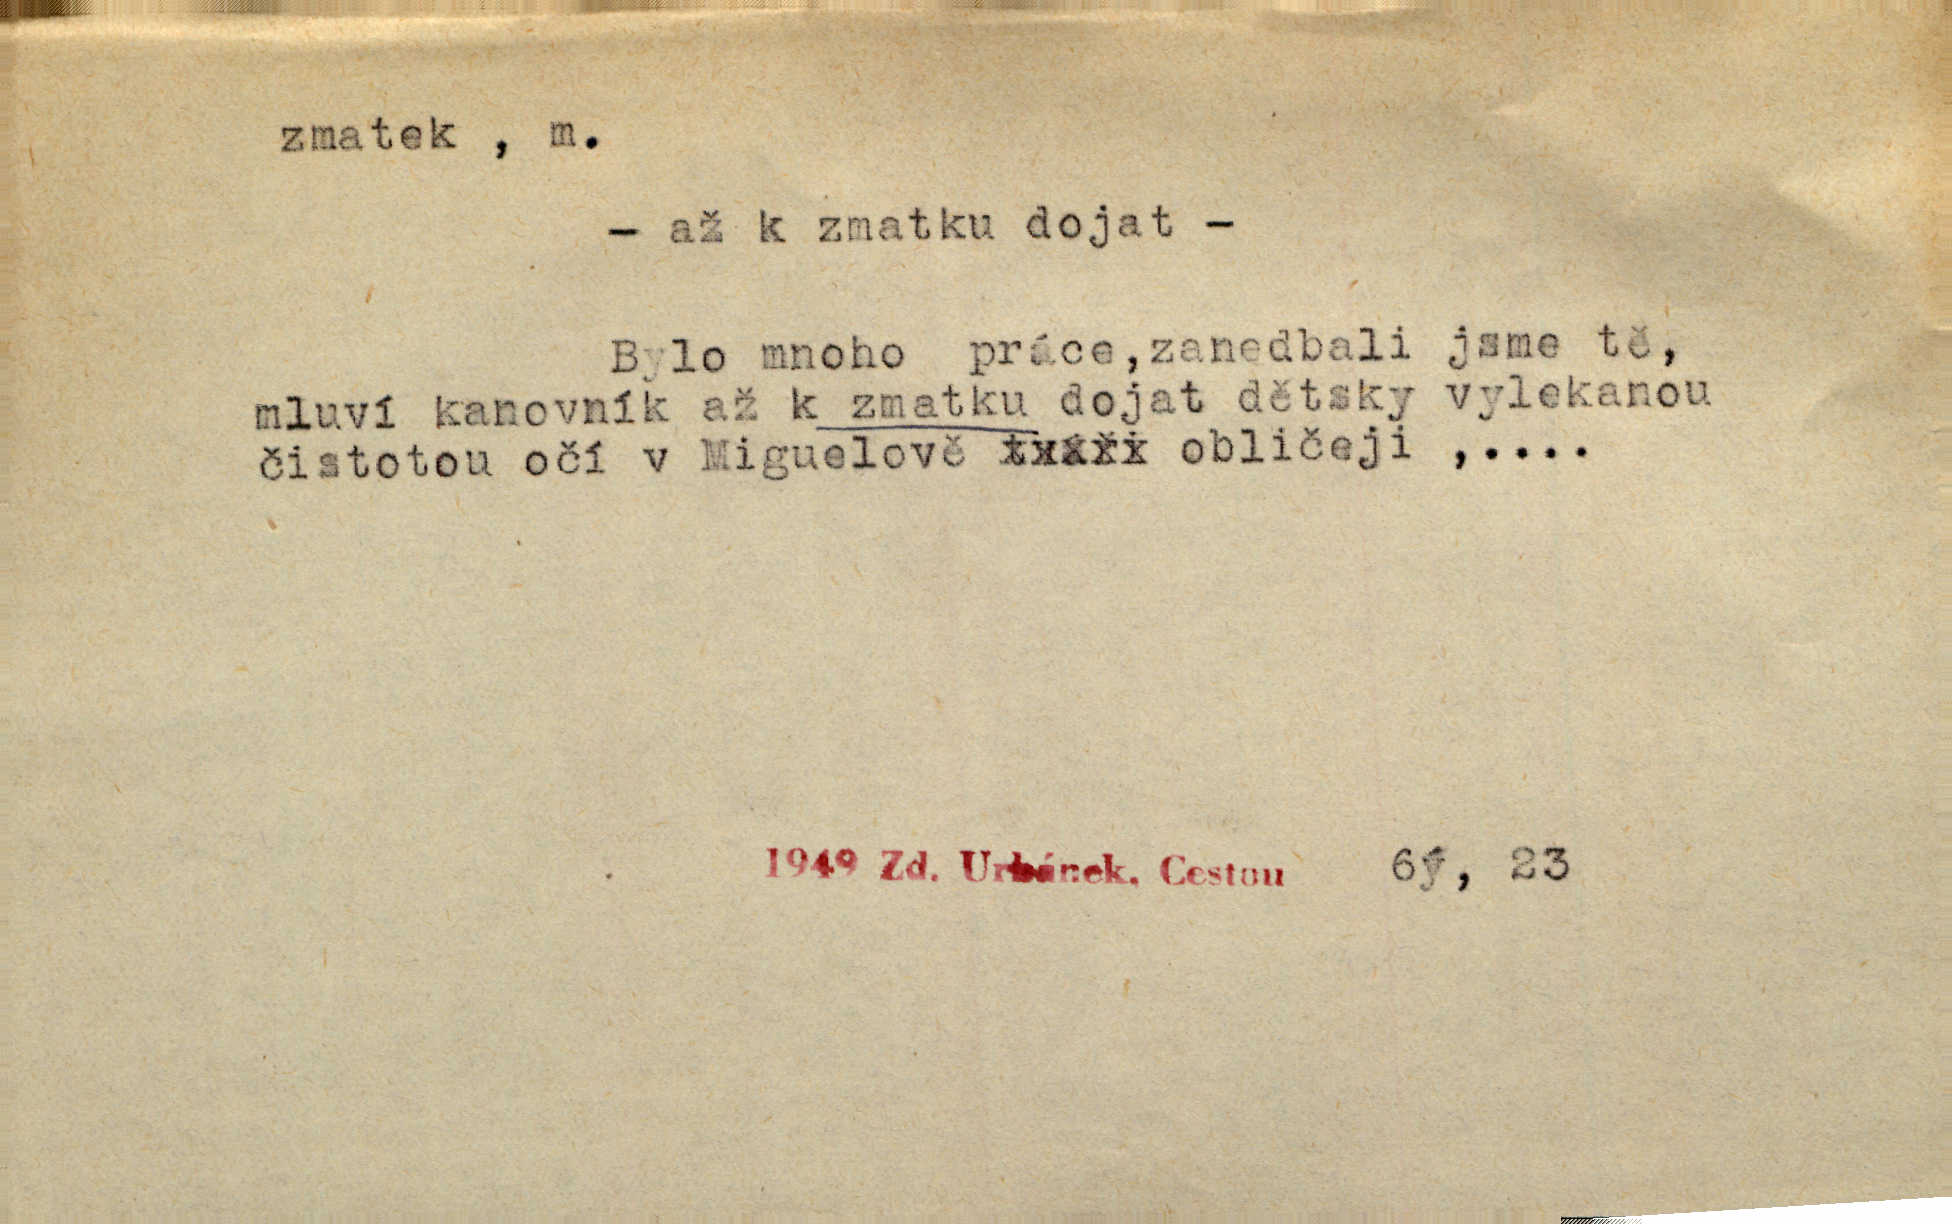 zmatek , m.
- až k zmatku dojat -
Bylo mnoho práce,zanedbali jsme tě,
mluví kanovník až k zmatku dojat dětsky vylekanou
čistotou očí v Miguelově obličeji ,....
1949 Zd. Urbánek. Cestou , 23